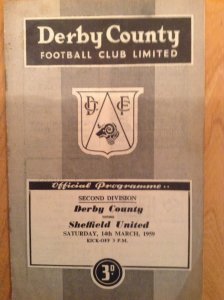 Derby County
FOOTBALL CLUB LIMITED
D C
F C
Official Programme..
SECOND DIVISION
Derby County
versus
Sheffield United
SATURDAY, 14th MARCH, 1959
KICK-OFF 3 P.M.
3D